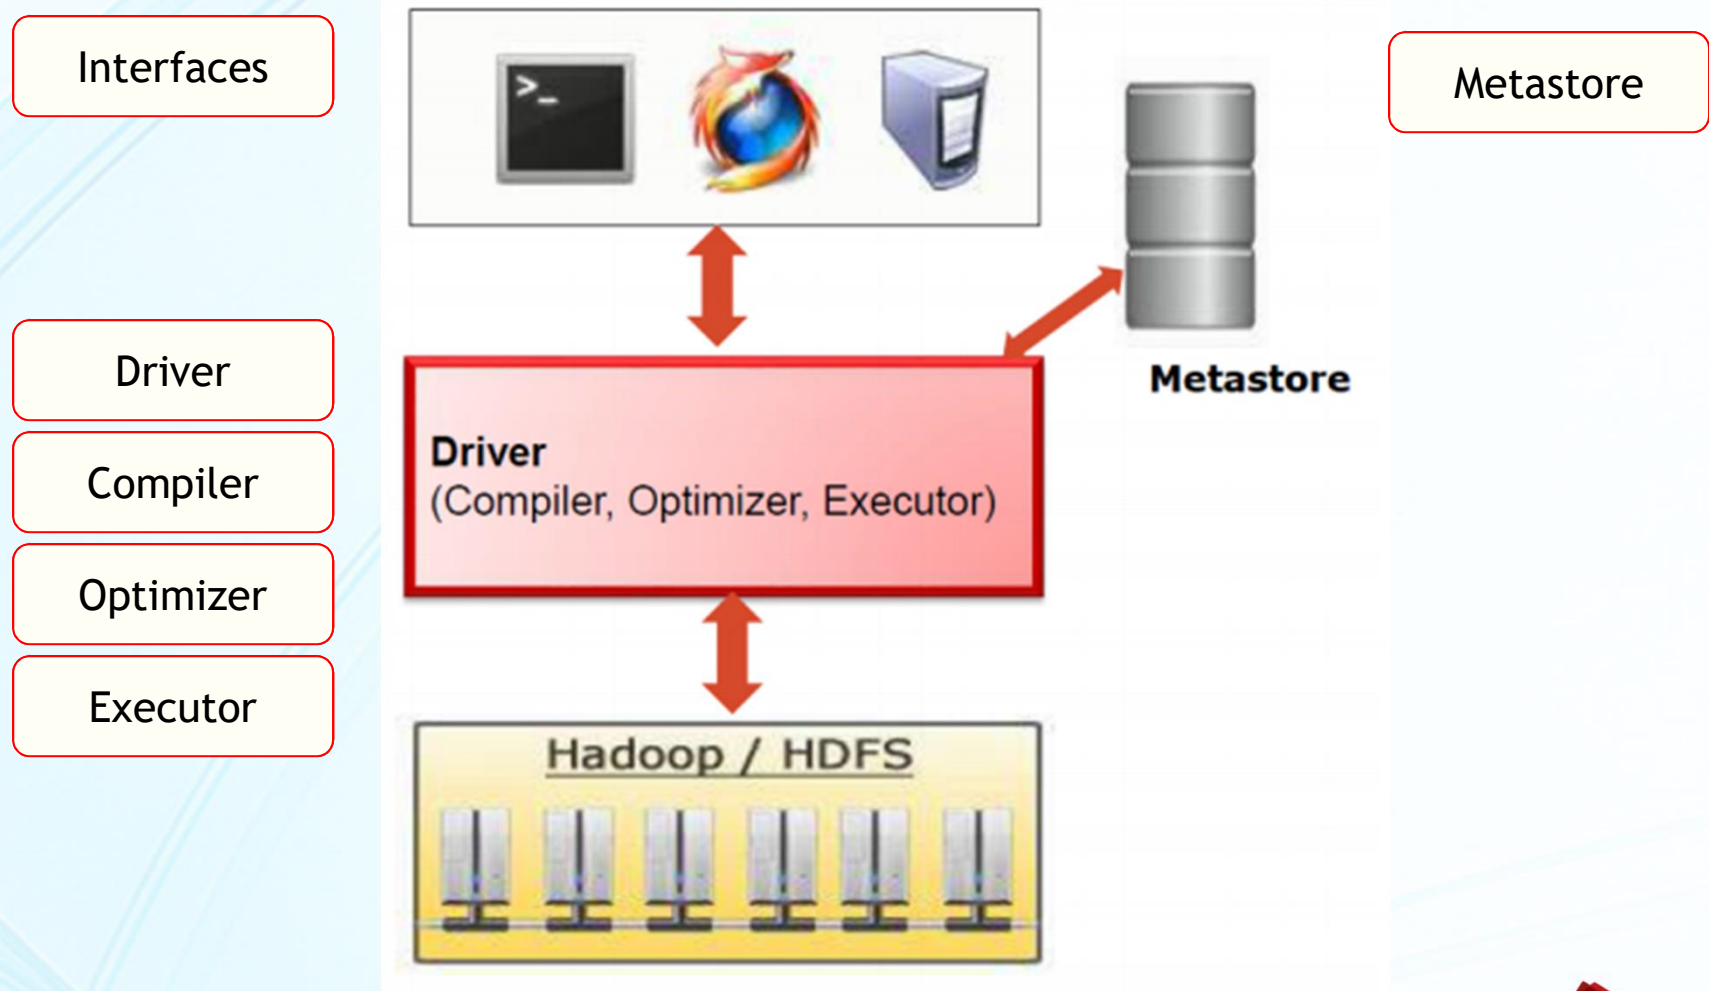 Interfaces
>_
Metastore
Metastore
Driver
Compiler
Optimizer
Executor
Driver
(Compiler, Optimizer, Executor)
Hadoop / HDFS